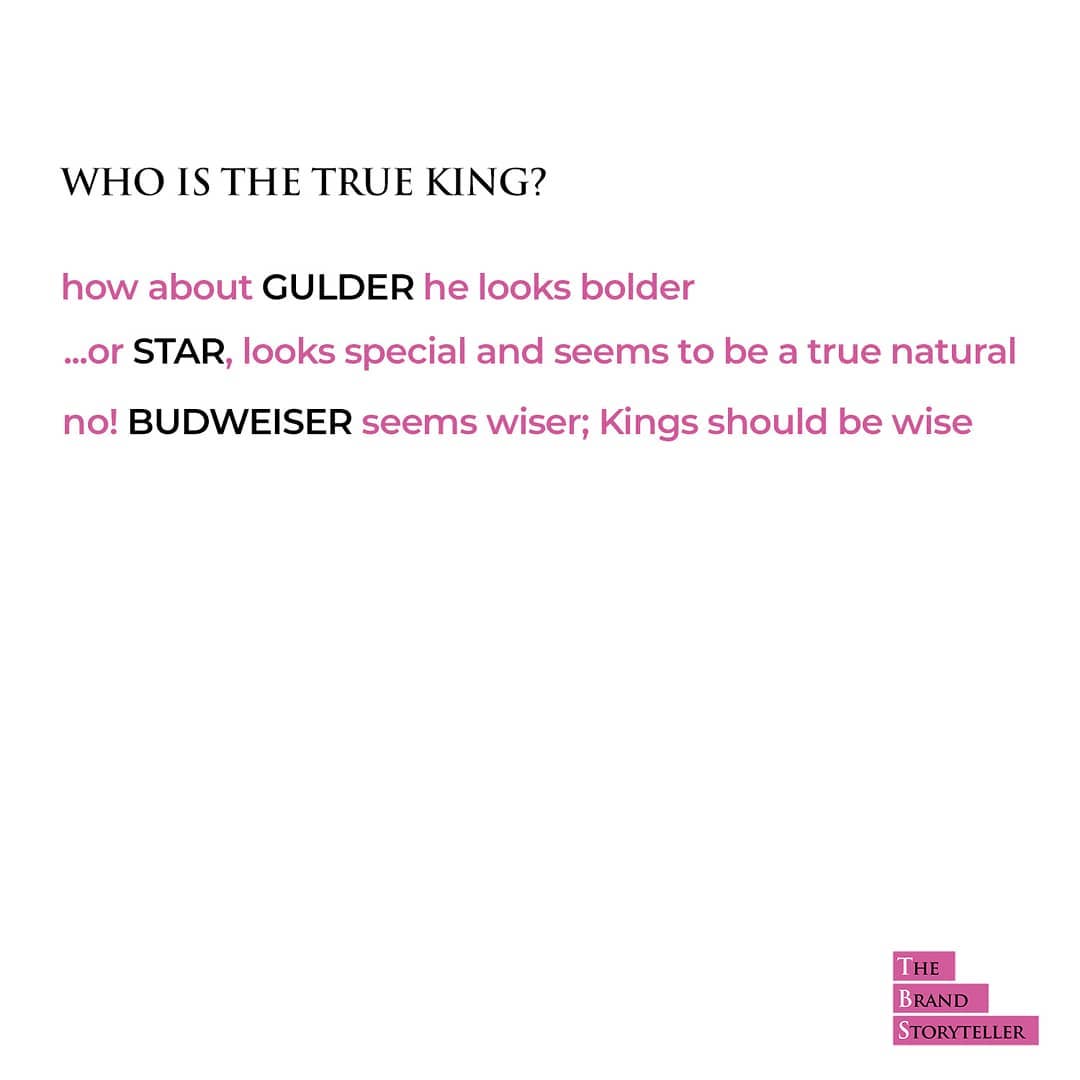 WHO IS THE TRUE KING?
how about GULDER he looks bolder
...or STAR, looks special and seems to be a true natural
no! BUDWEISER seems wiser; Kings should be wise
THE
BRAND
STORYTELLER